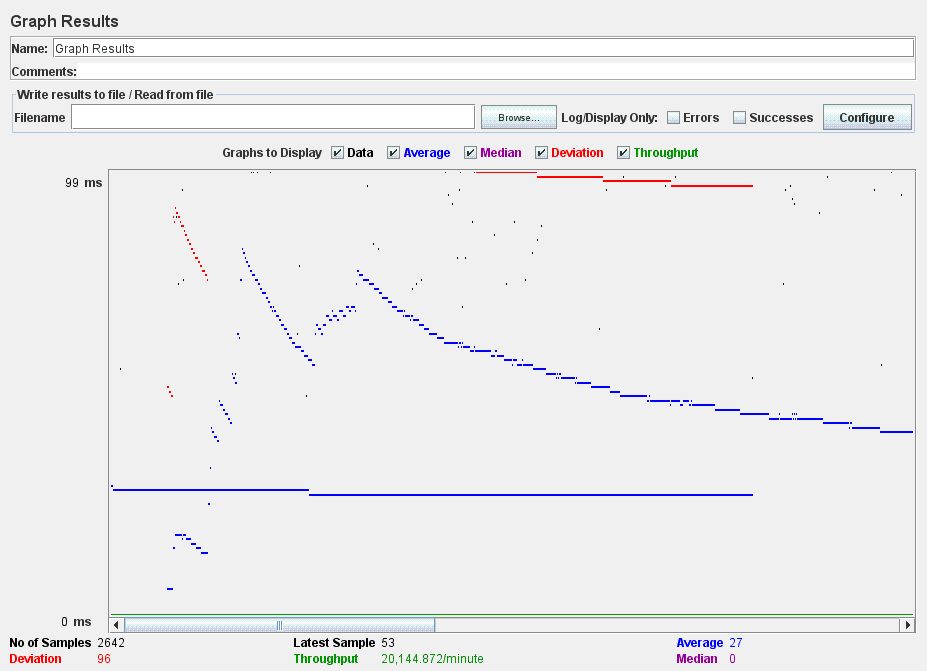 Graph Results
Name: Graph Results
Comments:
Write results to file / Read from file
Filename Browse... Log/Display Only: Errors Successes Configure
Graphs to Display Data Average Median Deviation Throughput
99 ms
0 ms
No of Samples 2642 Latest Sample 53 Average 27
Deviation 96 Throughput 20,144.872/minute Median 0